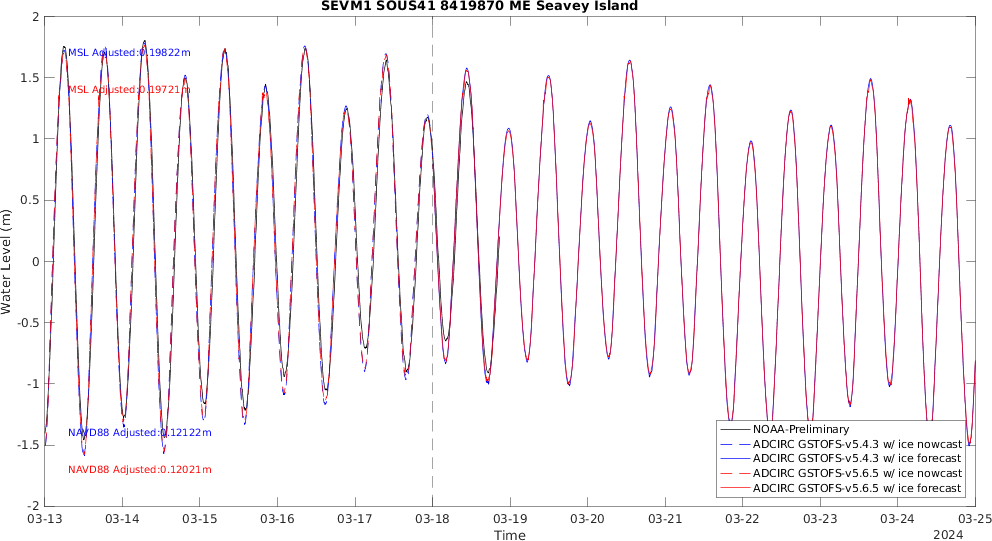 SEVM1 SOUS41 8419870 ME Seavey Island
2
1.5
1
0.5
0
-0.5
-1
-1.5
-2
Water Level (m)
MSL Adjusted:0.19822m
MSL Adjusted:0.19721m
NAVD88 Adjusted:0.12122m
NAVD88 Adjusted:0.12021m
NOAA-Preliminary
ADCIRC GSTOFS-v5.4.3 w/ ice nowcast
ADCIRC GSTOFS-v5.4.3 w/ ice forecast
ADCIRC GSTOFS-v5.6.5 w/ ice nowcast
ADCIRC GSTOFS-v5.6.5 w/ ice forecast
03-13 03-14 03-15 03-16 03-17 03-18 03-19 03-20 03-21 03-22 03-23 03-24 03-25
Time
2024